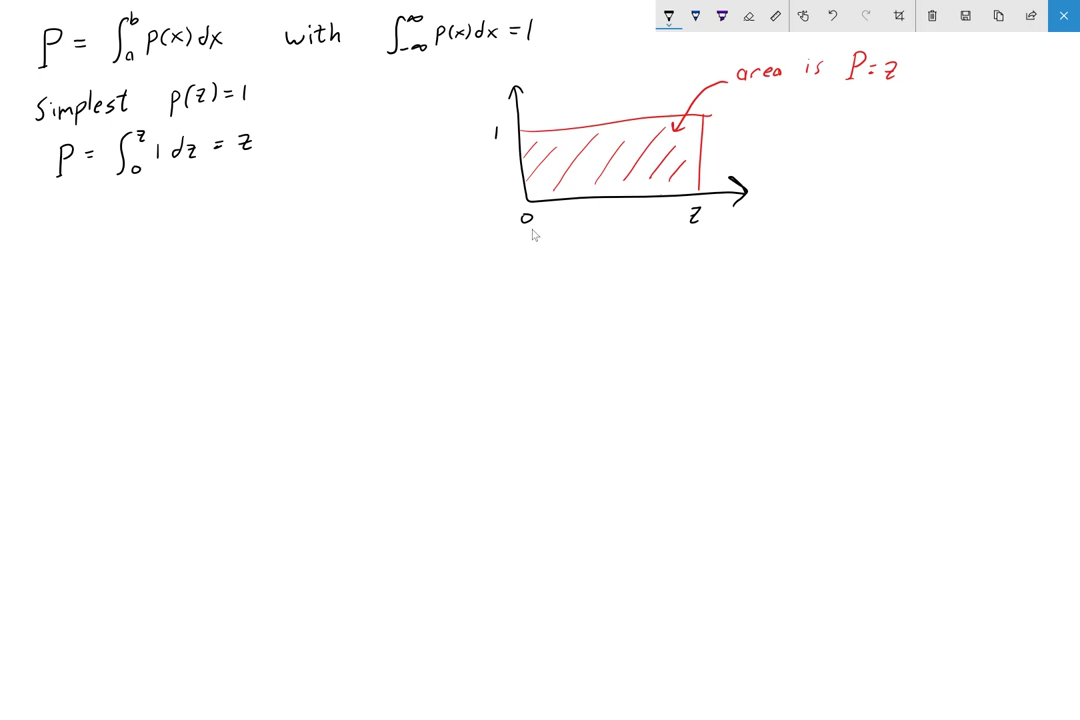 P = ∫_a^b p(x) dx with ∫_{-∞}^{∞} p(x) dx = 1
Simplest p(z) = 1
P = ∫_0^z 1 dz = z
area is P = z
1
0 z